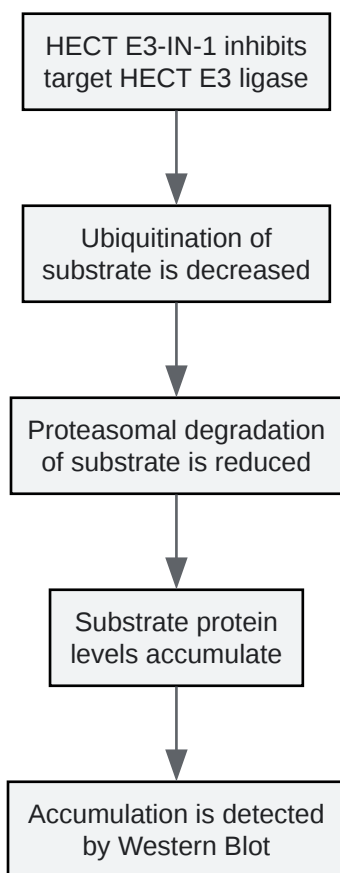 HECT E3-IN-1 inhibits
target HECT E3 ligase
Ubiquitination of
substrate is decreased
Proteasomal degradation
of substrate is reduced
Substrate protein
levels accumulate
Accumulation is detected
by Western Blot